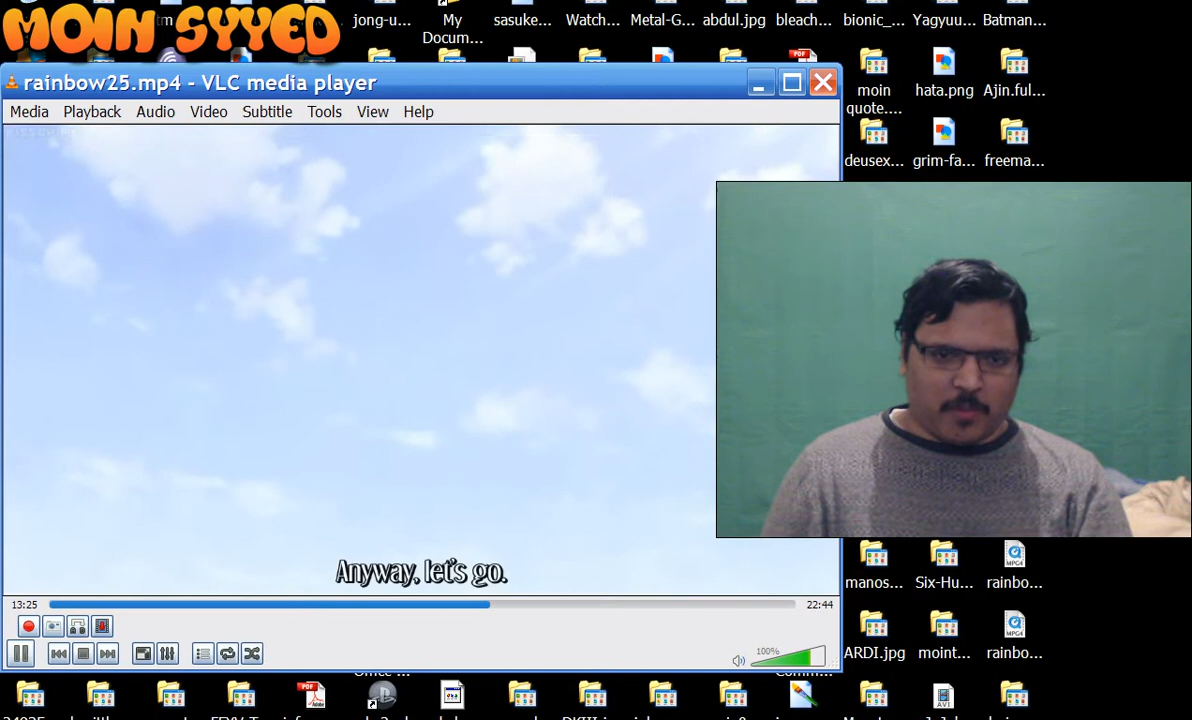 jong-u...
My
Docum...
sasuke...
Watch...
Metal-G...
abdul.jpg
bleach...
bionic_...
Yagyuu...
Batman...
MOIN SYYED
rainbow25.mp4 - VLC media player
Media Playback Audio Video Subtitle Tools View Help
moin
quote....
hata.png
Ajin.ful...
deusex...
grim-fa...
freema...
Anyway, let's go.
13:25
22:44
100%
manos...
Six-Hu...
rainbo...
ARDI.jpg
moint...
rainbo...